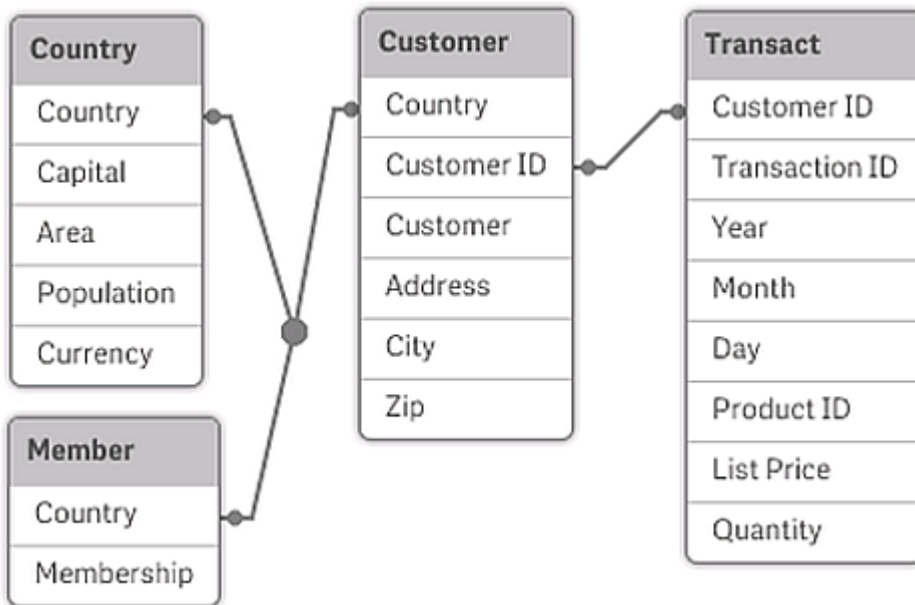 Country
Country
Capital
Area
Population
Currency
Member
Country
Membership
Customer
Country
Customer ID
Customer
Address
City
Zip
Transact
Customer ID
Transaction ID
Year
Month
Day
Product ID
List Price
Quantity